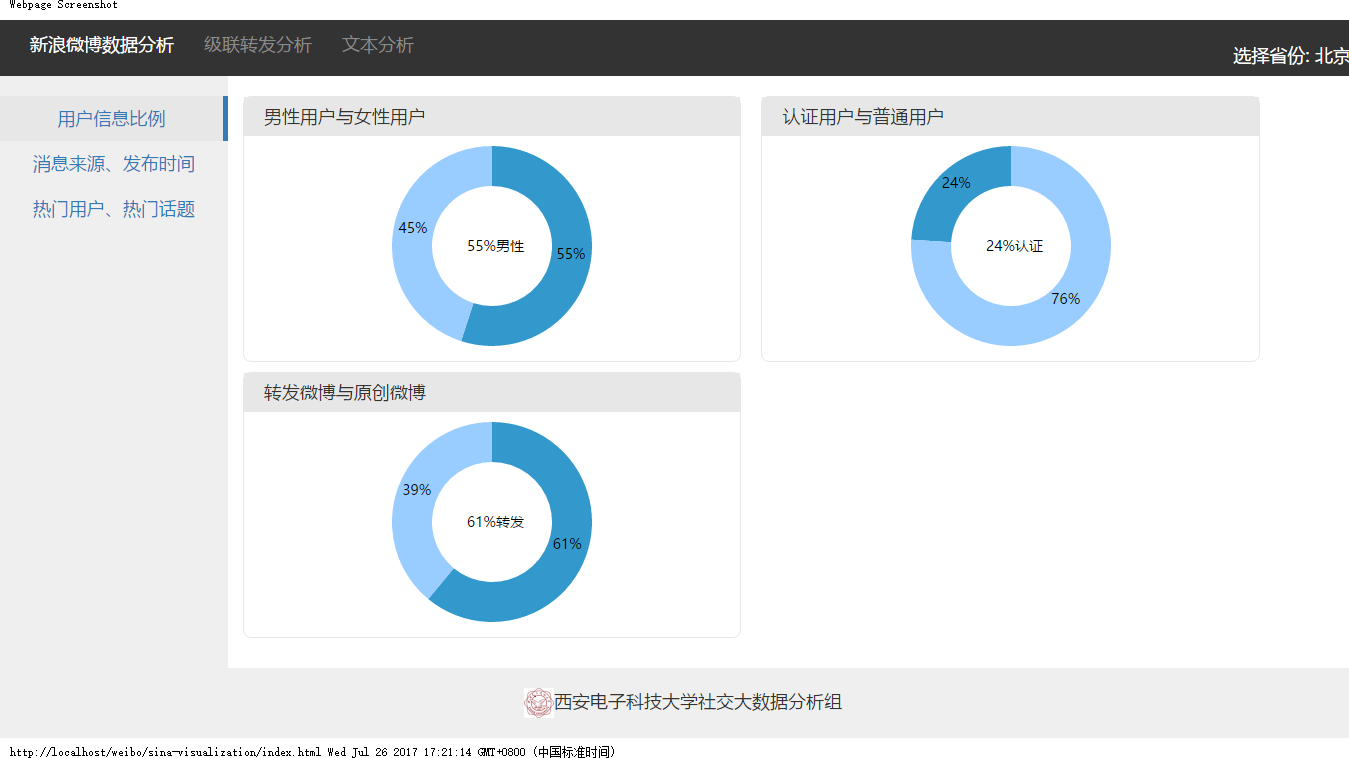 Webpage Screenshot
新浪微博数据分析 级联转发分析 文本分析 选择省份: 北京
用户信息比例
消息来源、发布时间
热门用户、热门话题
男性用户与女性用户
45%
55%男性
55%
认证用户与普通用户
24%
24%认证
76%
转发微博与原创微博
39%
61%转发
61%
西安电子科技大学社交大数据分析组
http://localhost/weibo/sina-visualization/index.html Wed Jul 26 2017 17:21:14 GMT+0800 (中国标准时间)